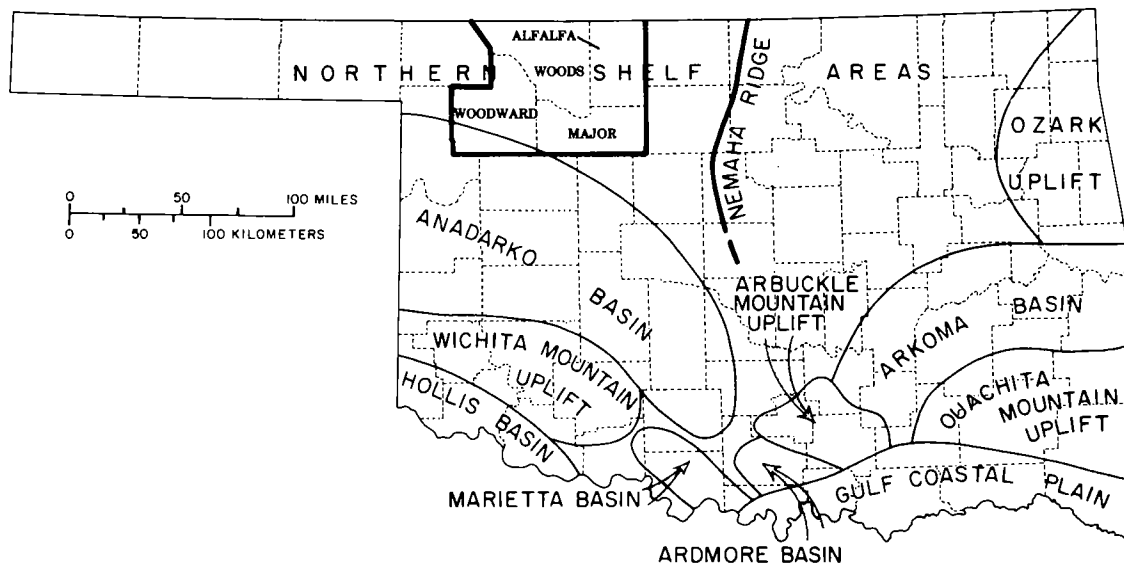 ALFALFA
NORTHERN SHELF AREAS
WOODS
WOODWARD
MAJOR
NEMAHA RIDGE
OZARK
UPLIFT
0 50 100 MILES
0 50 100 KILOMETERS
ANADARKO
BASIN
ARBUCKLE
MOUNTAIN
UPLIFT
ARKOMA BASIN
WICHITA MOUNTAIN
UPLIFT
HOLLIS BASIN
OUACHITA
MOUNTAIN
UPLIFT
GULF COASTAL PLAIN
MARIETTA BASIN
ARDMORE BASIN